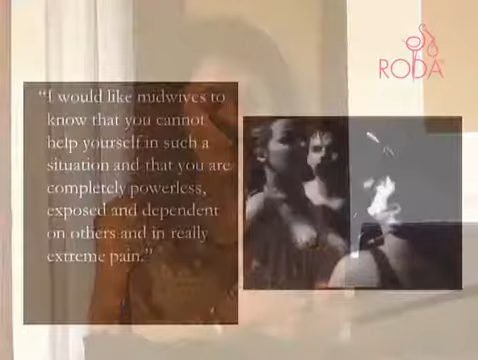 RODA
“I would like midwives to
know that you cannot
help yourself in such a
situation and that you are
completely powerless,
exposed and dependent
on others and in really
extreme pain.”